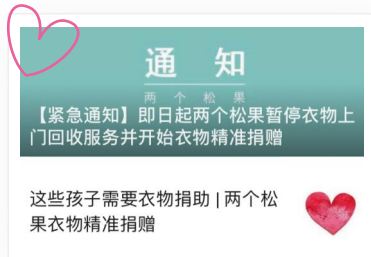 通 知
两 个 松 果
【紧急通知】即日起两个松果暂停衣物上
门回收服务并开始衣物精准捐赠
这些孩子需要衣物捐助 | 两个松
果衣物精准捐赠